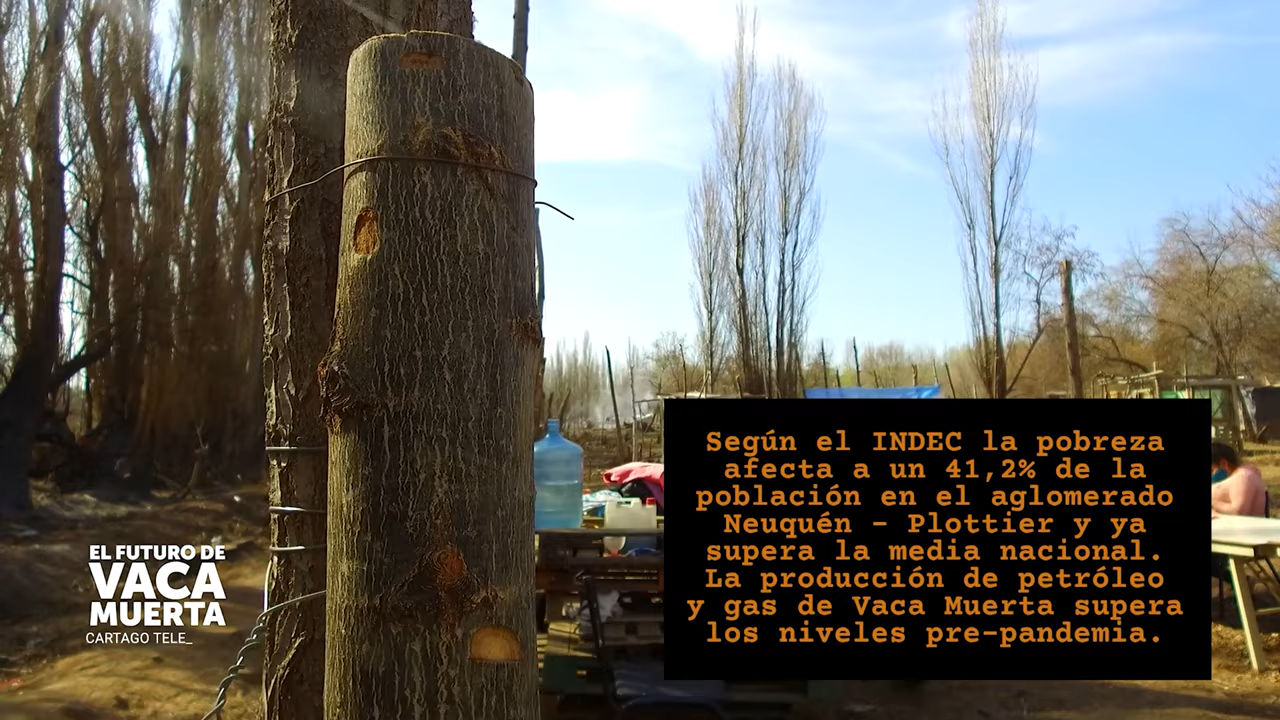 Según el INDEC la pobreza
afecta a un 41,2% de la
población en el aglomerado
Neuquén - Plottier y ya
supera la media nacional.
La producción de petróleo
y gas de Vaca Muerta supera
los niveles pre-pandemia.
EL FUTURO DE
VACA
MUERTA
CARTAGO TELE_